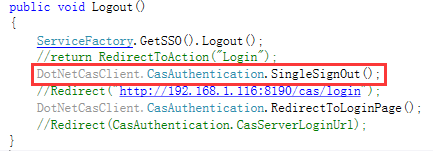 public void Logout()
{
ServiceFactory.GetSSO().Logout();
//return RedirectToAction("Login");
DotNetCasClient.CasAuthentication.SingleSignOut();
//Redirect("http://192.168.1.116:8190/cas/login");
DotNetCasClient.CasAuthentication.RedirectToLoginPage();
//Redirect(CasAuthentication.CasServerLoginUrl);
}